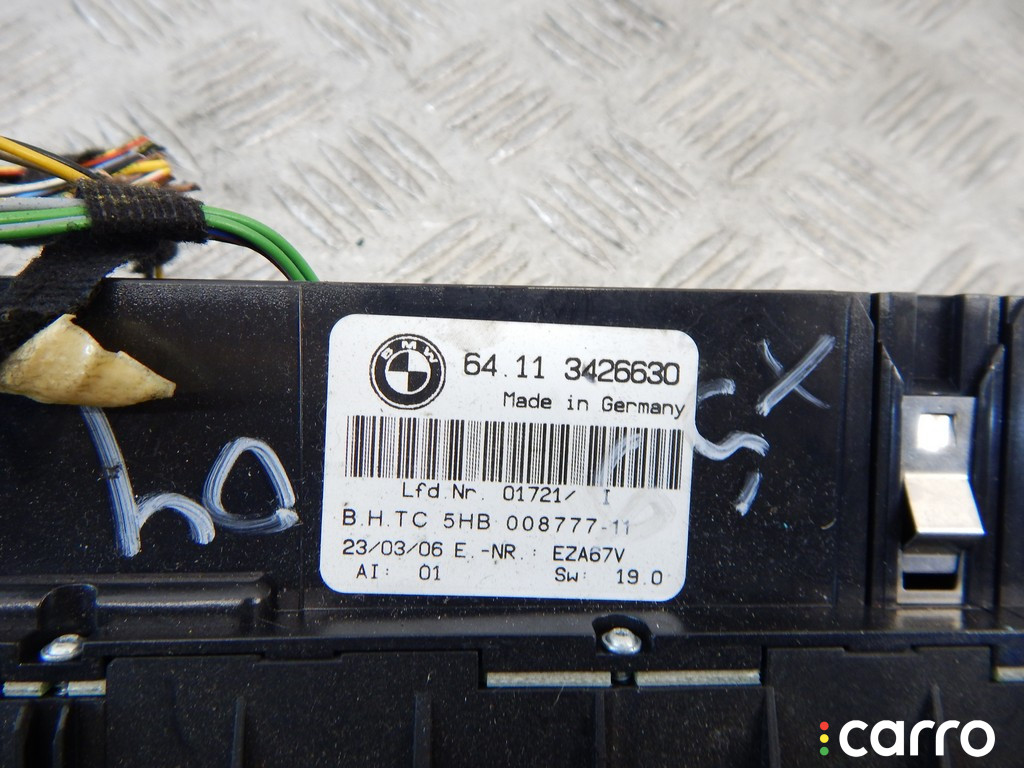 BMW
64.11 3426630
Made in Germany
Lfd.Nr. 01721/ I
B.H.TC 5HB 008777-11
23/03/06 E.-NR.: EZA67V
AI: 01
Sw: 19.0
carro